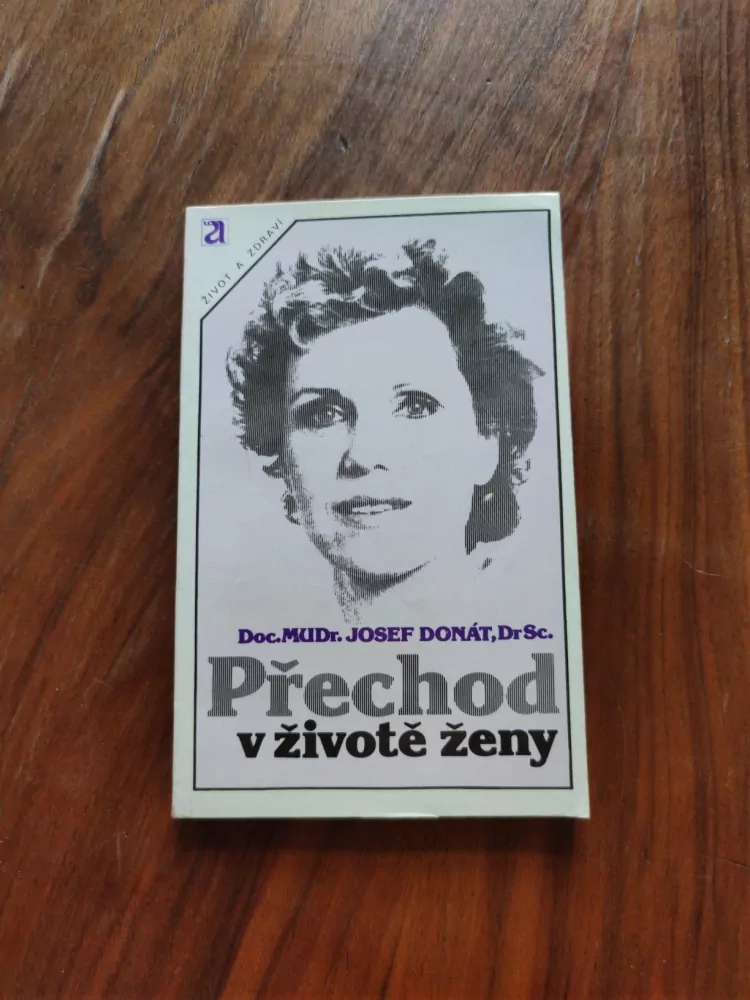 a
ŽIVOT A ZDRAVÍ
Doc.MUDr. JOSEF DONÁT, DrSc.
Přechod
v životě ženy